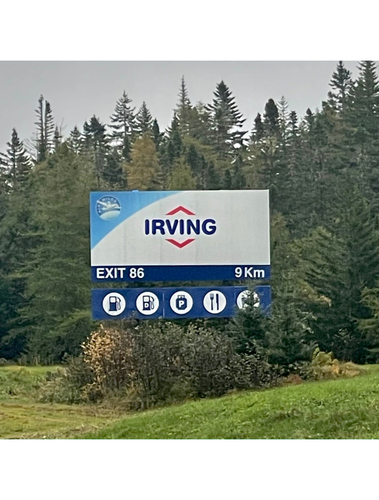 IRVING
EXIT 86 9 Km
D
P